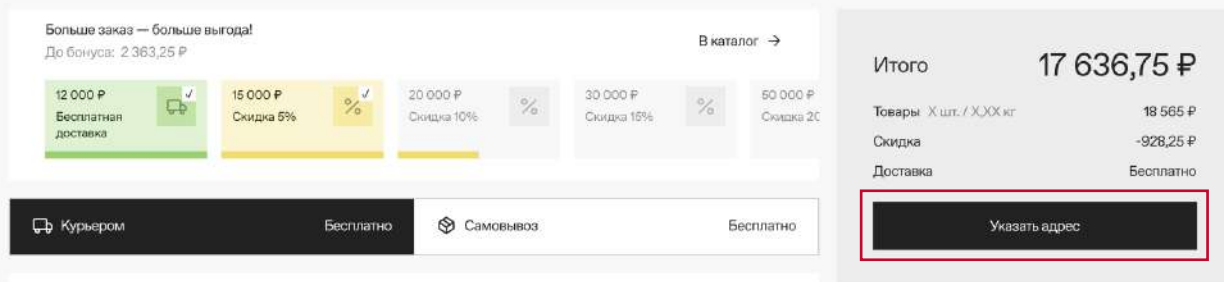 Больше заказ — больше выгода!
До бонуса: 2 363,25 ₽
В каталог →
12 000 ₽
Бесплатная
доставка
15 000 ₽
Скидка 5%
20 000 ₽
Скидка 10%
30 000 ₽
Скидка 15%
50 000 ₽
Скидка 20
Курьером
Бесплатно
Самовывоз
Бесплатно
Итого 17 636,75 ₽
Товары X шт. / X,XX кг 18 565 ₽
Скидка -928,25 ₽
Доставка Бесплатно
Указать адрес